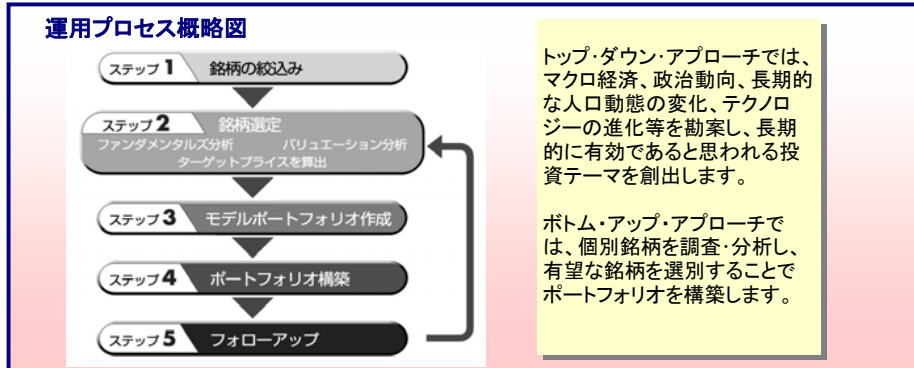 運用プロセス概略図
ステップ1 銘柄の絞込み
ステップ2 銘柄選定
ファンダメンタルズ分析 バリュエーション分析
ターゲットプライスを算出
ステップ3 モデルポートフォリオ作成
ステップ4 ポートフォリオ構築
ステップ5 フォローアップ
トップ・ダウン・アプローチでは、
マクロ経済、政治動向、長期的
な人口動態の変化、テクノロ
ジーの進化等を勘案し、長期
的に有効であると思われる投
資テーマを創出します。
ボトム・アップ・アプローチで
は、個別銘柄を調査・分析し、
有望な銘柄を選別することで
ポートフォリオを構築します。